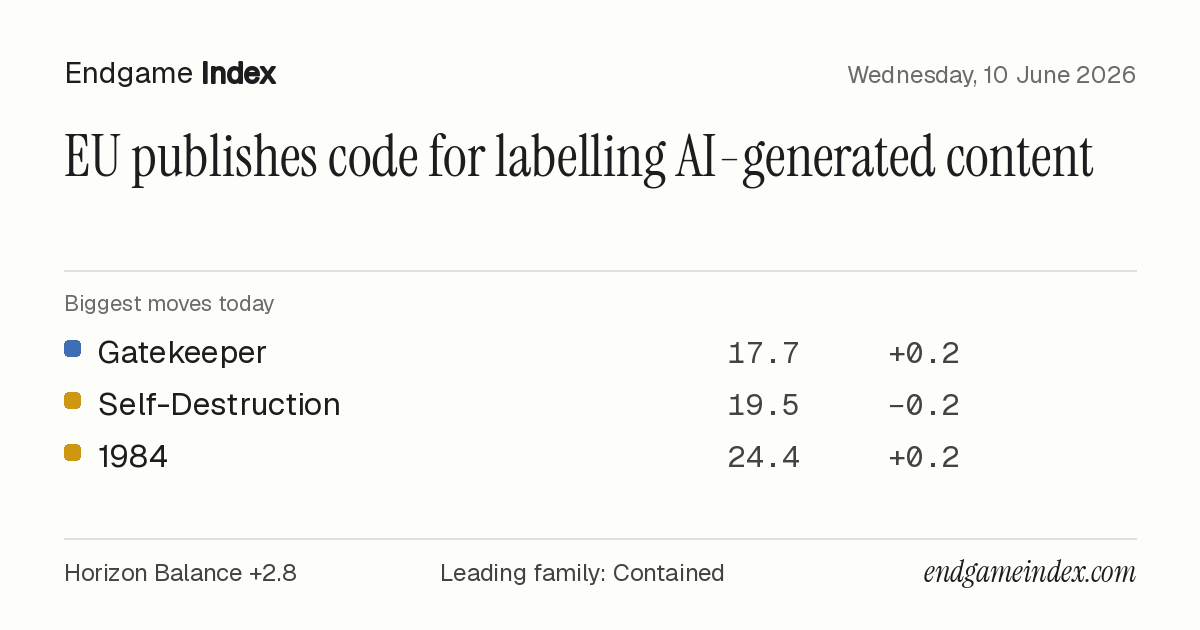 Endgame Index
Wednesday, 10 June 2026
EU publishes code for labelling AI-generated content
Biggest moves today
Gatekeeper 17.7 +0.2
Self-Destruction 19.5 −0.2
1984 24.4 +0.2
Horizon Balance +2.8
Leading family: Contained
endgameindex.com